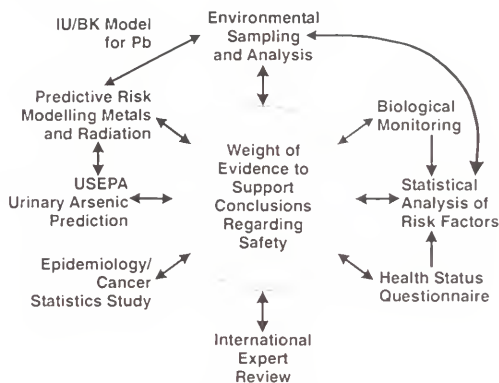 IU/BK Model
for Pb
Environmental
Sampling
and Analysis
Predictive Risk
Modelling Metals
and Radiation
Biological
Monitoring
Weight of
Evidence to
Support
Conclusions
Regarding
Safety
USEPA
Urinary Arsenic
Prediction
Statistical
Analysis of
Risk Factors
Epidemiology/
Cancer
Statistics Study
Health Status
Questionnaire
International
Expert
Review